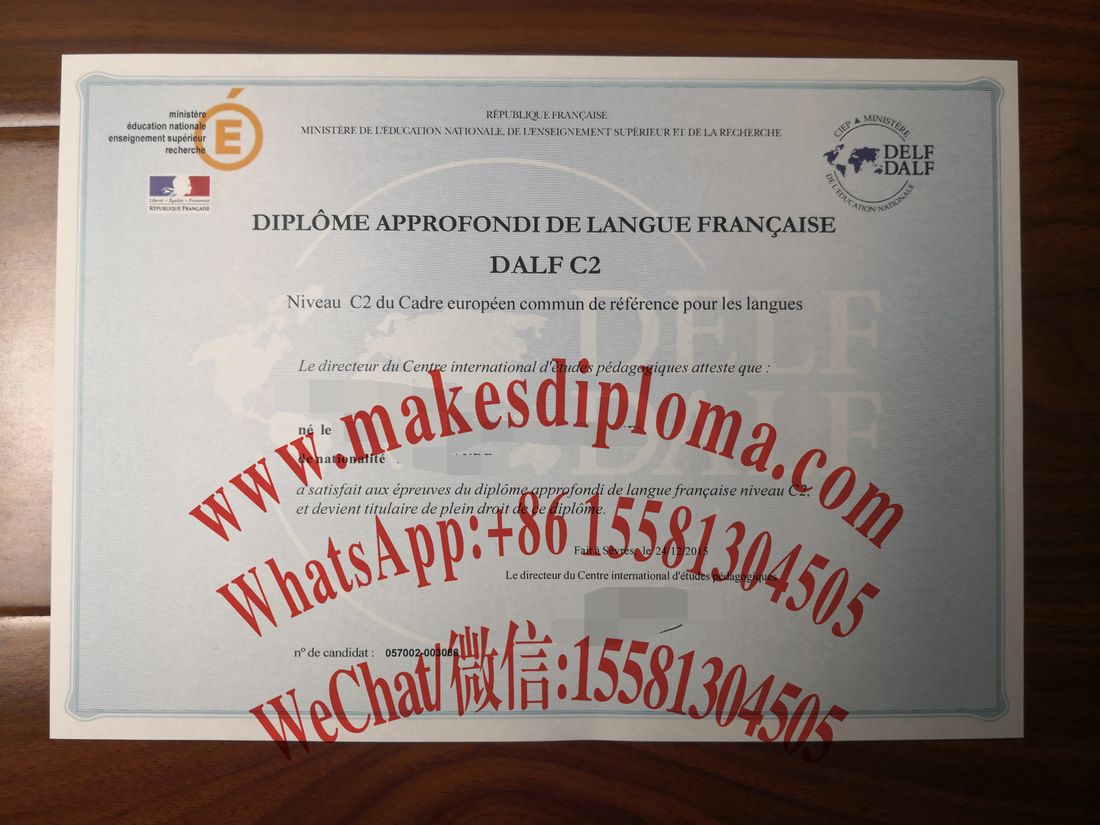 ministère
éducation nationale
enseignement supérieur
recherche
É
Liberté • Égalité • Fraternité
RÉPUBLIQUE FRANÇAISE
RÉPUBLIQUE FRANÇAISE
MINISTÈRE DE L'ÉDUCATION NATIONALE, DE L'ENSEIGNEMENT SUPÉRIEUR ET DE LA RECHERCHE
CIEP ▲ MINISTÈRE
DELF
DALF
DE L'ÉDUCATION NATIONALE
DIPLÔME APPROFONDI DE LANGUE FRANÇAISE
DALF C2
Niveau C2 du Cadre européen commun de référence pour les langues
DELF
DALF
Le directeur du Centre international d'études pédagogiques atteste que :
www.makesdiploma.com
né le
de nationalité
a satisfait aux épreuves du diplôme approfondi de langue française niveau C2,
et devient titulaire de plein droit de ce diplôme.
WhatsApp:+86 15581304505
Fait à Sèvres, le 24/12/2015
Le directeur du Centre international d'études pédagogiques
n° de candidat : 057002-003088
WeChat/微信:15581304505